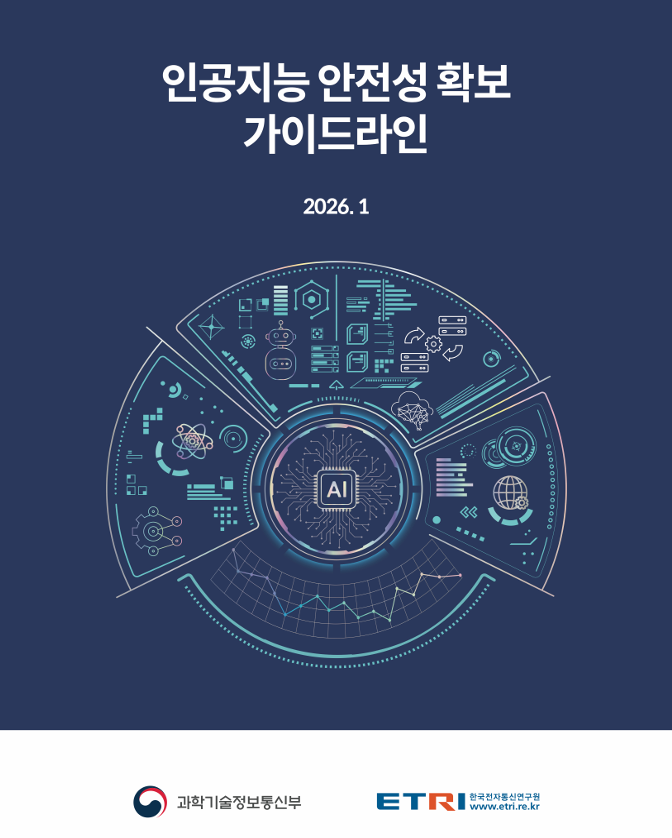 인공지능 안전성 확보
가이드라인
2026. 1
AI
과학기술정보통신부
ETRI
한국전자통신연구원
www.etri.re.kr